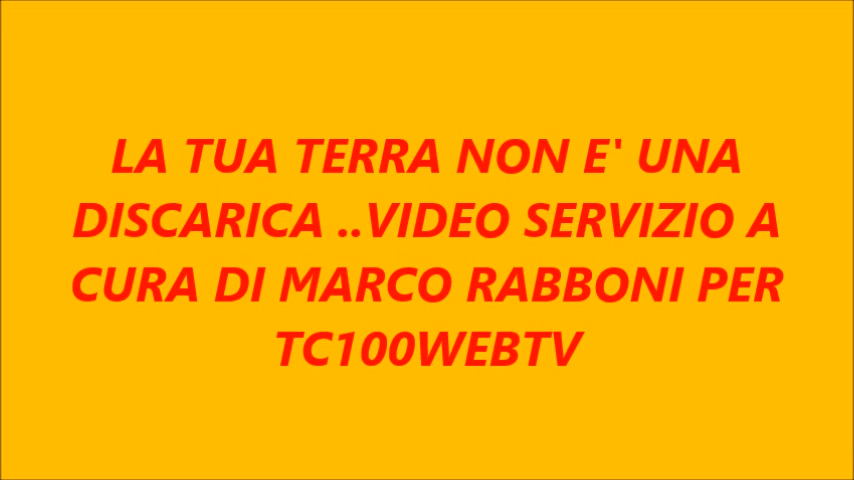 LA TUA TERRA NON E' UNA
DISCARICA ..VIDEO SERVIZIO A
CURA DI MARCO RABBONI PER
TC100WEBTV